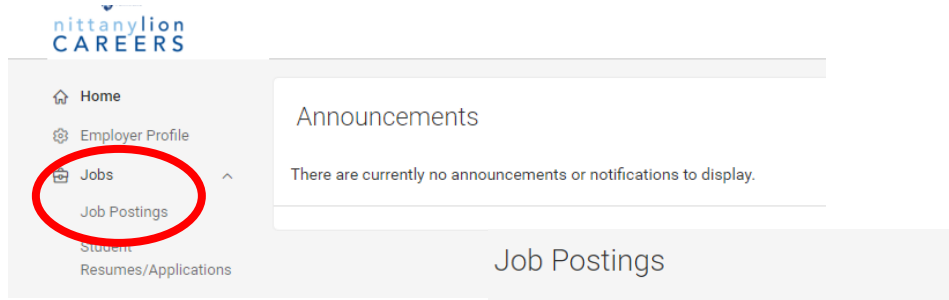 nittanylion
CAREERS
Home
Employer Profile
Jobs
Job Postings
Student
Resumes/Applications
Announcements
There are currently no announcements or notifications to display.
Job Postings